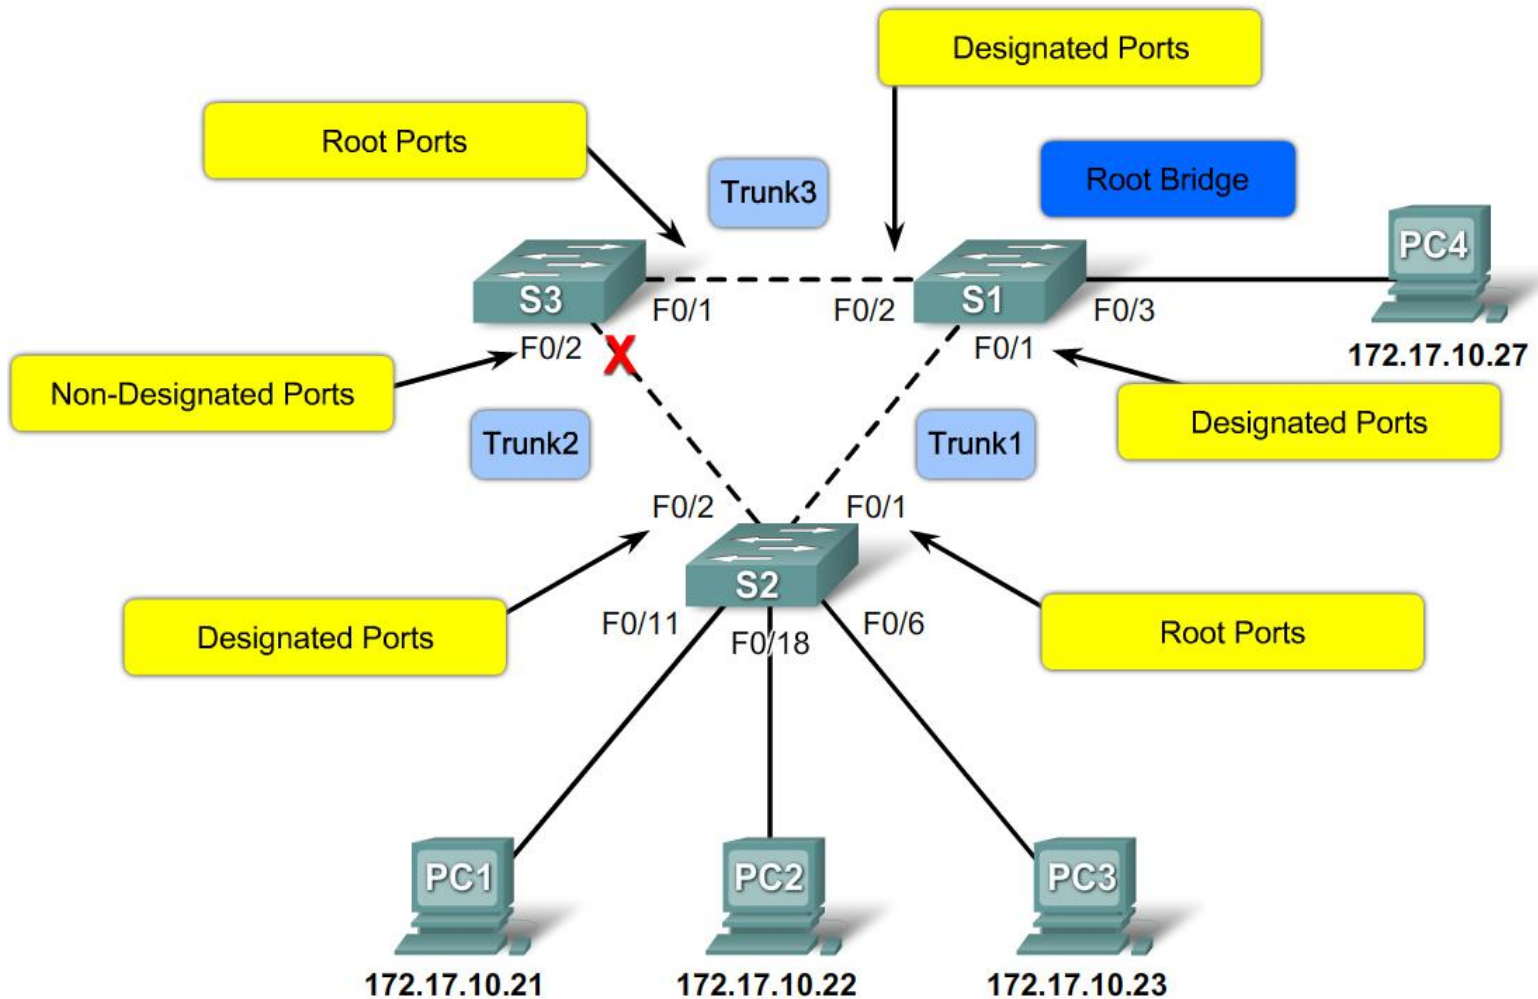 Designated Ports
Root Ports
Trunk3
Root Bridge
PC4
S3
F0/1
F0/2
S1
F0/3
F0/2
X
F0/1
172.17.10.27
Non-Designated Ports
Designated Ports
Trunk2
Trunk1
F0/2
F0/1
S2
F0/11
F0/18
F0/6
Designated Ports
Root Ports
PC1
PC2
PC3
172.17.10.21
172.17.10.22
172.17.10.23